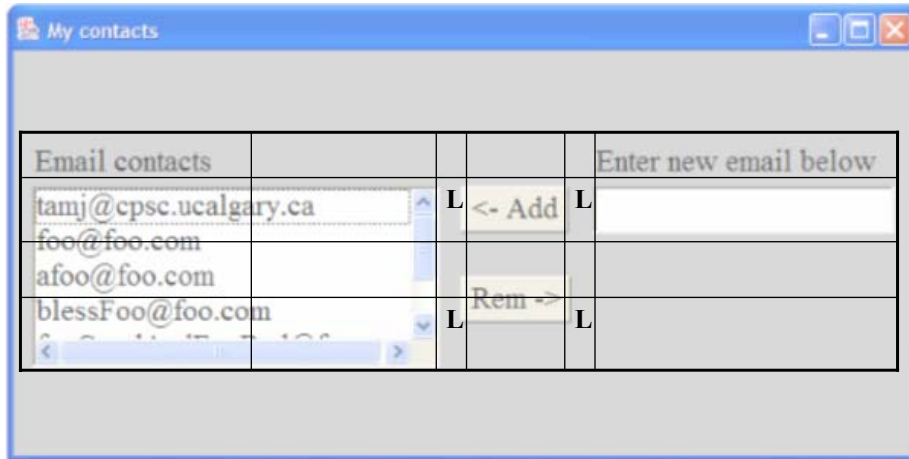 My contacts
Email contacts
Enter new email below
tamj@cpsc.ucalgary.ca
L <- Add L
foo@foo.com
afoo@foo.com
Rem ->
blessFoo@foo.com
L L